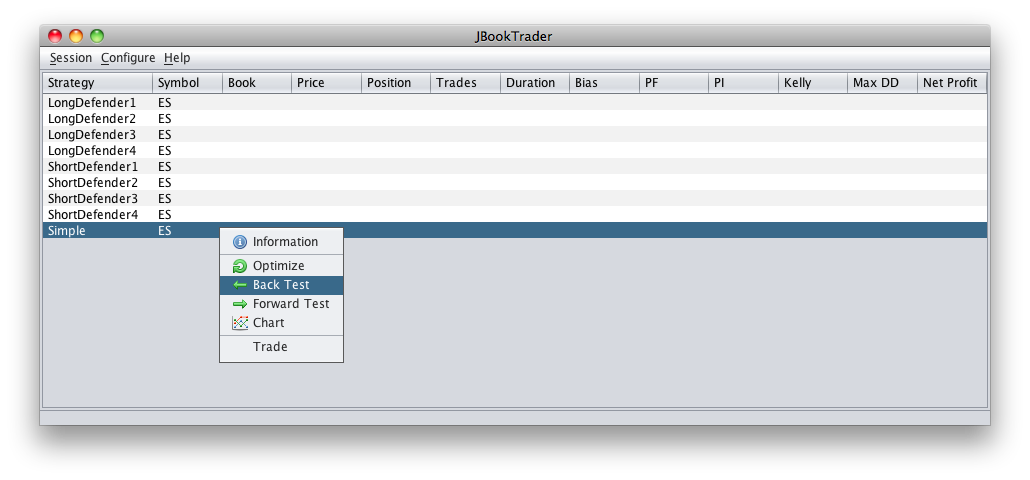 JBookTrader
Session Configure Help
Strategy Symbol Book Price Position Trades Duration Bias PF PI Kelly Max DD Net Profit
LongDefender1 ES
LongDefender2 ES
LongDefender3 ES
LongDefender4 ES
ShortDefender1 ES
ShortDefender2 ES
ShortDefender3 ES
ShortDefender4 ES
Simple ES
Information
Optimize
Back Test
Forward Test
Chart
Trade